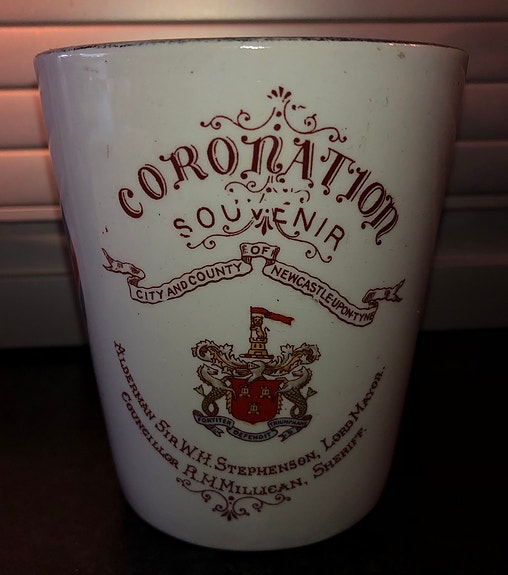 CORONATION
SOUVENIR
CITY AND COUNTY OF NEWCASTLE UPON TYNE
FORTITER DEFENDIT TRIUMPHANS
ALDERMAN SIR W.H. STEPHENSON, LORD MAYOR.
COUNCILLOR R.H. MILLIGAN, SHERIFF.